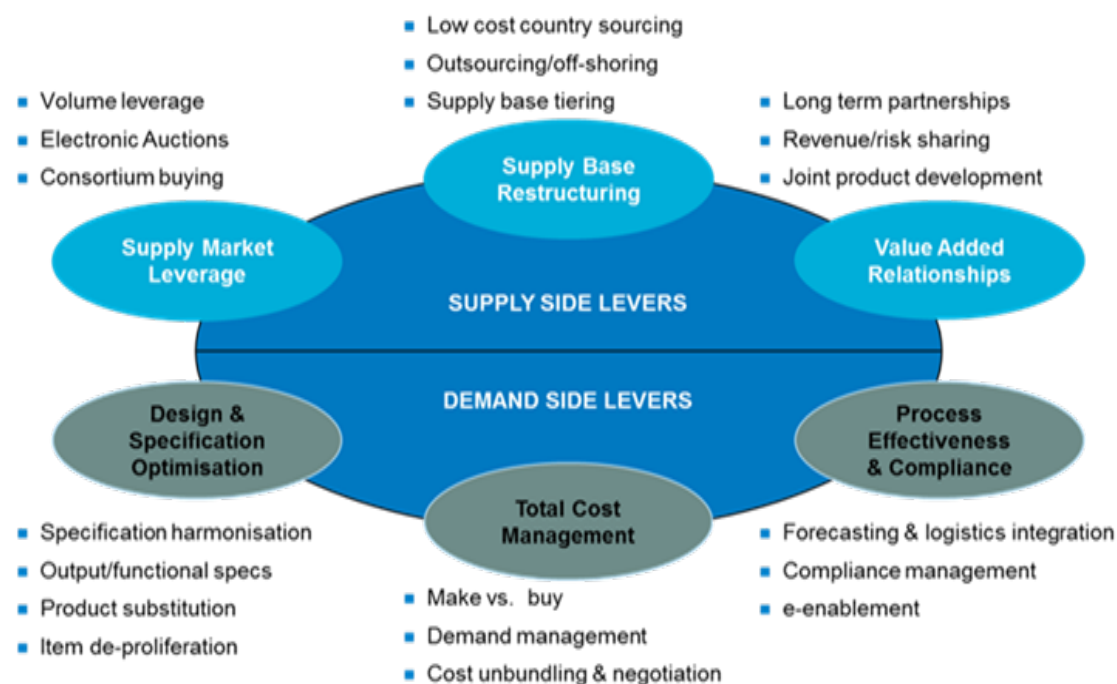 Low cost country sourcing
Outsourcing/off-shoring
Supply base tiering
Volume leverage
Electronic Auctions
Consortium buying
Long term partnerships
Revenue/risk sharing
Joint product development
Supply Base
Restructuring
Supply Market
Leverage
Value Added
Relationships
SUPPLY SIDE LEVERS
DEMAND SIDE LEVERS
Design &
Specification
Optimisation
Process
Effectiveness
& Compliance
Total Cost
Management
Specification harmonisation
Output/functional specs
Product substitution
Item de-proliferation
Make vs. buy
Demand management
Cost unbundling & negotiation
Forecasting & logistics integration
Compliance management
e-enablement